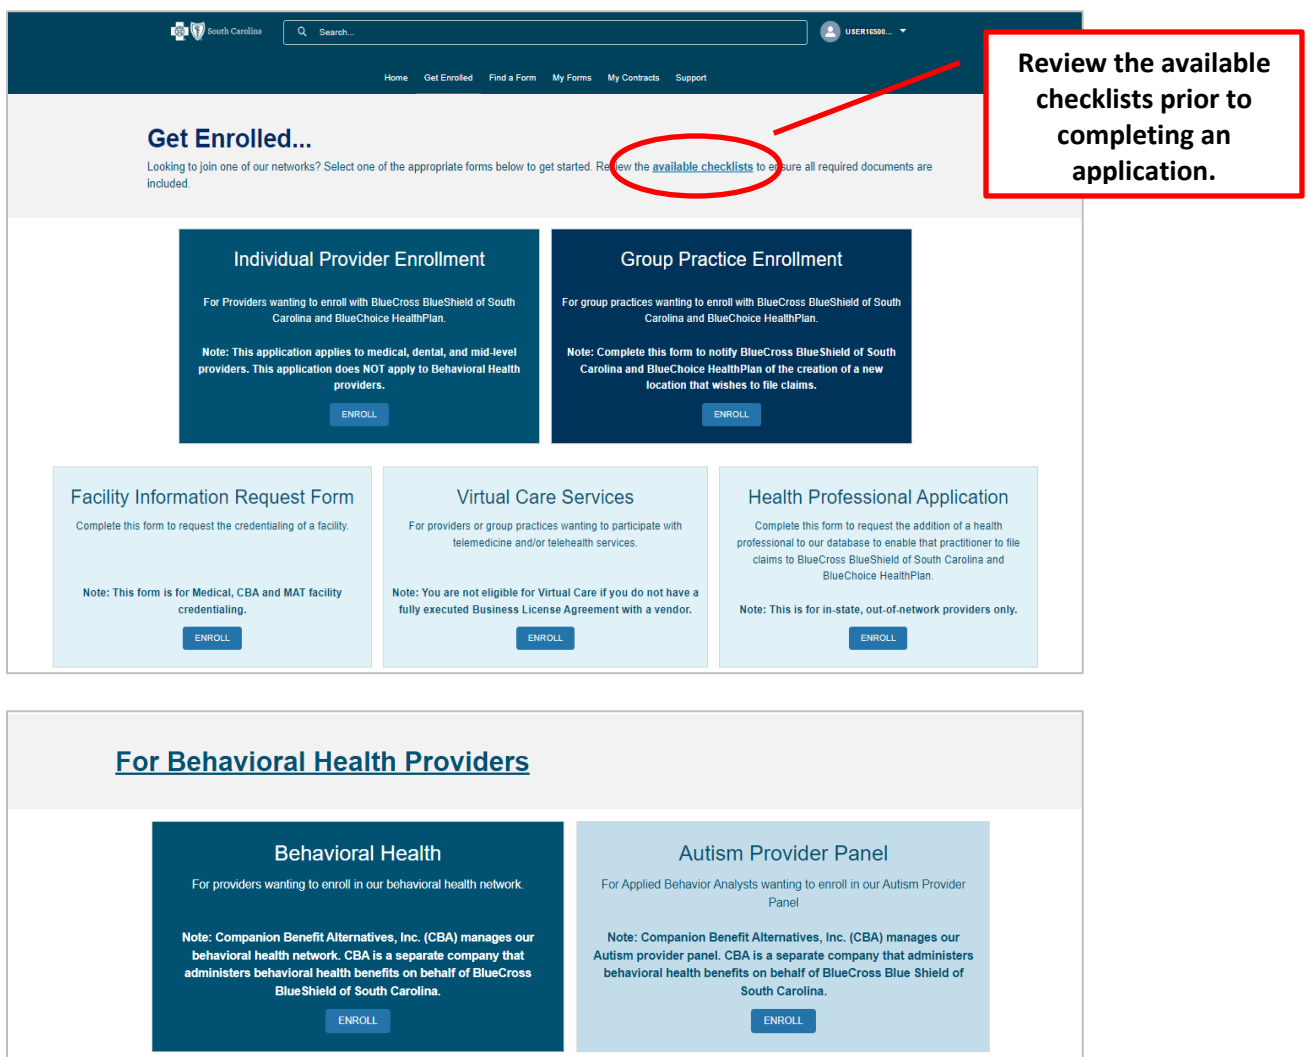 South Carolina
Search...
USER16500...
Home Get Enrolled Find a Form My Forms My Contracts Support
Review the available
checklists prior to
completing an
application.
Get Enrolled...
Looking to join one of our networks? Select one of the appropriate forms below to get started. Review the available checklists to ensure all required documents are
included.
Individual Provider Enrollment
For Providers wanting to enroll with BlueCross BlueShield of South
Carolina and BlueChoice HealthPlan.
Note: This application applies to medical, dental, and mid-level
providers. This application does NOT apply to Behavioral Health
providers.
ENROLL
Group Practice Enrollment
For group practices wanting to enroll with BlueCross BlueShield of South
Carolina and BlueChoice HealthPlan.
Note: Complete this form to notify BlueCross BlueShield of South
Carolina and BlueChoice HealthPlan of the creation of a new
location that wishes to file claims.
ENROLL
Facility Information Request Form
Complete this form to request the credentialing of a facility.
Note: This form is for Medical, CBA and MAT facility
credentialing.
ENROLL
Virtual Care Services
For providers or group practices wanting to participate with
telemedicine and/or telehealth services.
Note: You are not eligible for Virtual Care if you do not have a
fully executed Business License Agreement with a vendor.
ENROLL
Health Professional Application
Complete this form to request the addition of a health
professional to our database to enable that practitioner to file
claims to BlueCross BlueShield of South Carolina and
BlueChoice HealthPlan.
Note: This is for in-state, out-of-network providers only.
ENROLL
For Behavioral Health Providers
Behavioral Health
For providers wanting to enroll in our behavioral health network.
Note: Companion Benefit Alternatives, Inc. (CBA) manages our
behavioral health network. CBA is a separate company that
administers behavioral health benefits on behalf of BlueCross
BlueShield of South Carolina.
ENROLL
Autism Provider Panel
For Applied Behavior Analysts wanting to enroll in our Autism Provider
Panel
Note: Companion Benefit Alternatives, Inc. (CBA) manages our
Autism provider panel. CBA is a separate company that administers
behavioral health benefits on behalf of BlueCross Blue Shield of
South Carolina.
ENROLL